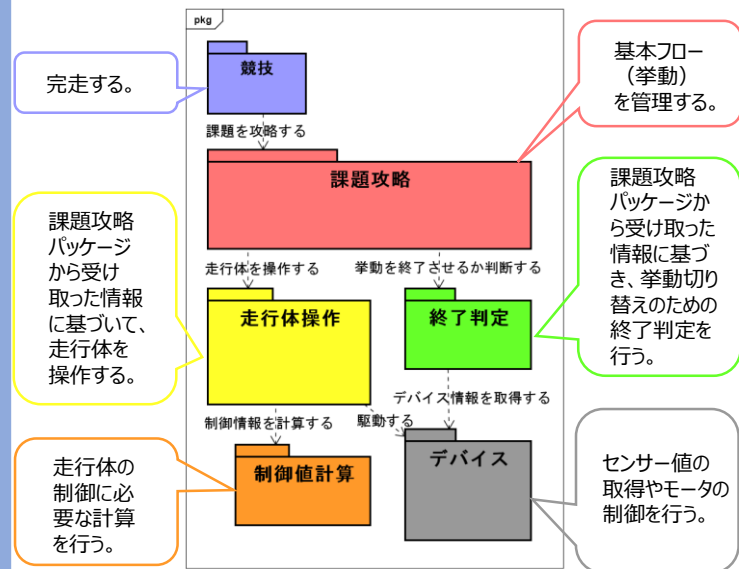 pkg
競技
完走する。
基本フロー
（挙動）
を管理する。
課題を攻略する
課題攻略
課題攻略
パッケージ
から受け
取った情報
に基づいて、
走行体を
操作する。
課題攻略
パッケージか
ら受け取った
情報に基づ
き、挙動切り
替えのための
終了判定を
行う。
走行体を操作する
挙動を終了させるか判断する
走行体操作
終了判定
制御情報を計算する
駆動する
デバイス情報を取得する
走行体の
制御に必
要な計算
を行う。
制御値計算
デバイス
センサー値の
取得やモータの
制御を行う。